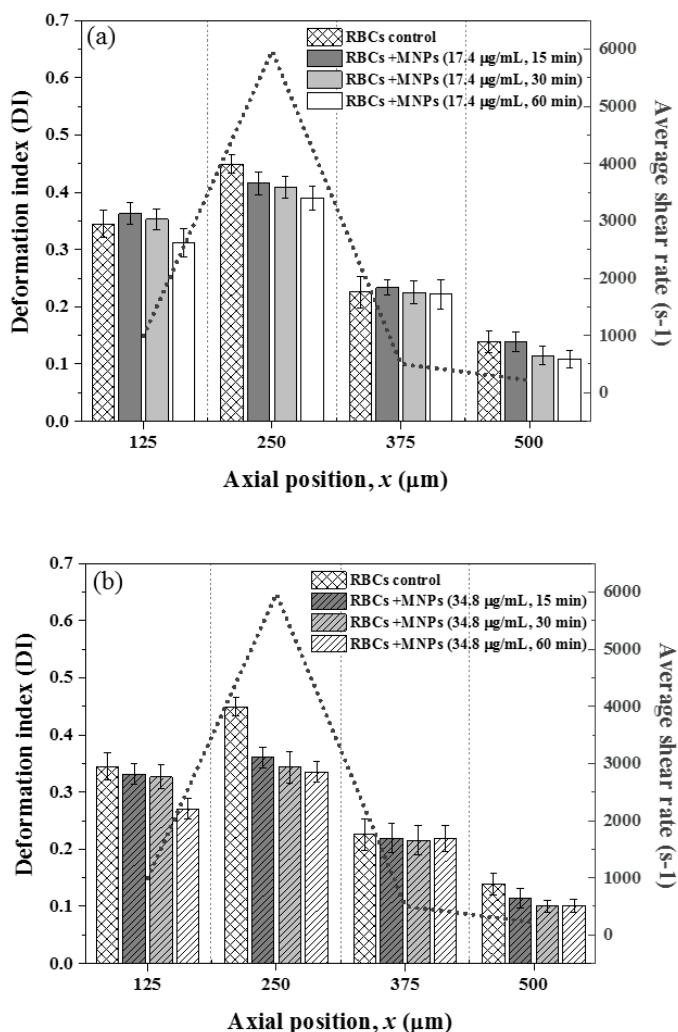 (a)
RBCs control
RBCs +MNPs (17.4 µg/mL, 15 min)
RBCs +MNPs (17.4 µg/mL, 30 min)
RBCs +MNPs (17.4 µg/mL, 60 min)
Deformation index (DI)
0.7
0.6
0.5
0.4
0.3
0.2
0.1
0.0
6000
5000
4000
3000
2000
1000
0
Average shear rate (s-1)
125 250 375 500
Axial position, x (µm)
(b)
RBCs control
RBCs +MNPs (34.8 µg/mL, 15 min)
RBCs +MNPs (34.8 µg/mL, 30 min)
RBCs +MNPs (34.8 µg/mL, 60 min)
Deformation index (DI)
0.7
0.6
0.5
0.4
0.3
0.2
0.1
0.0
6000
5000
4000
3000
2000
1000
0
Average shear rate (s-1)
125 250 375 500
Axial position, x (µm)